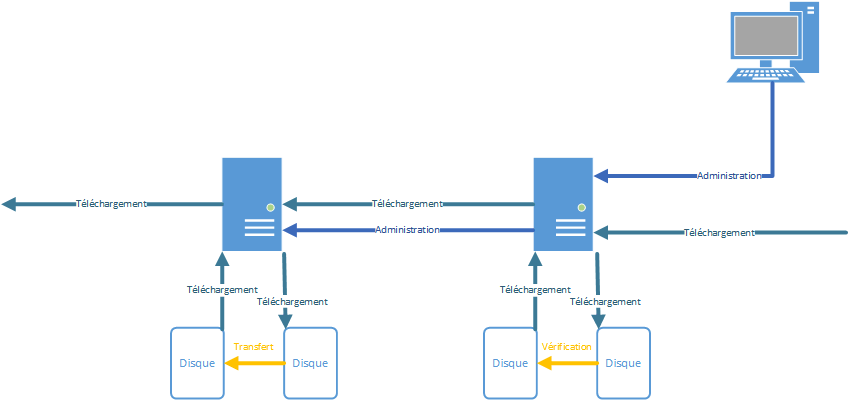 Administration
Téléchargement
Téléchargement
Administration
Téléchargement
Téléchargement
Téléchargement
Téléchargement
Téléchargement
Transfert
Vérification
Disque
Disque
Disque
Disque